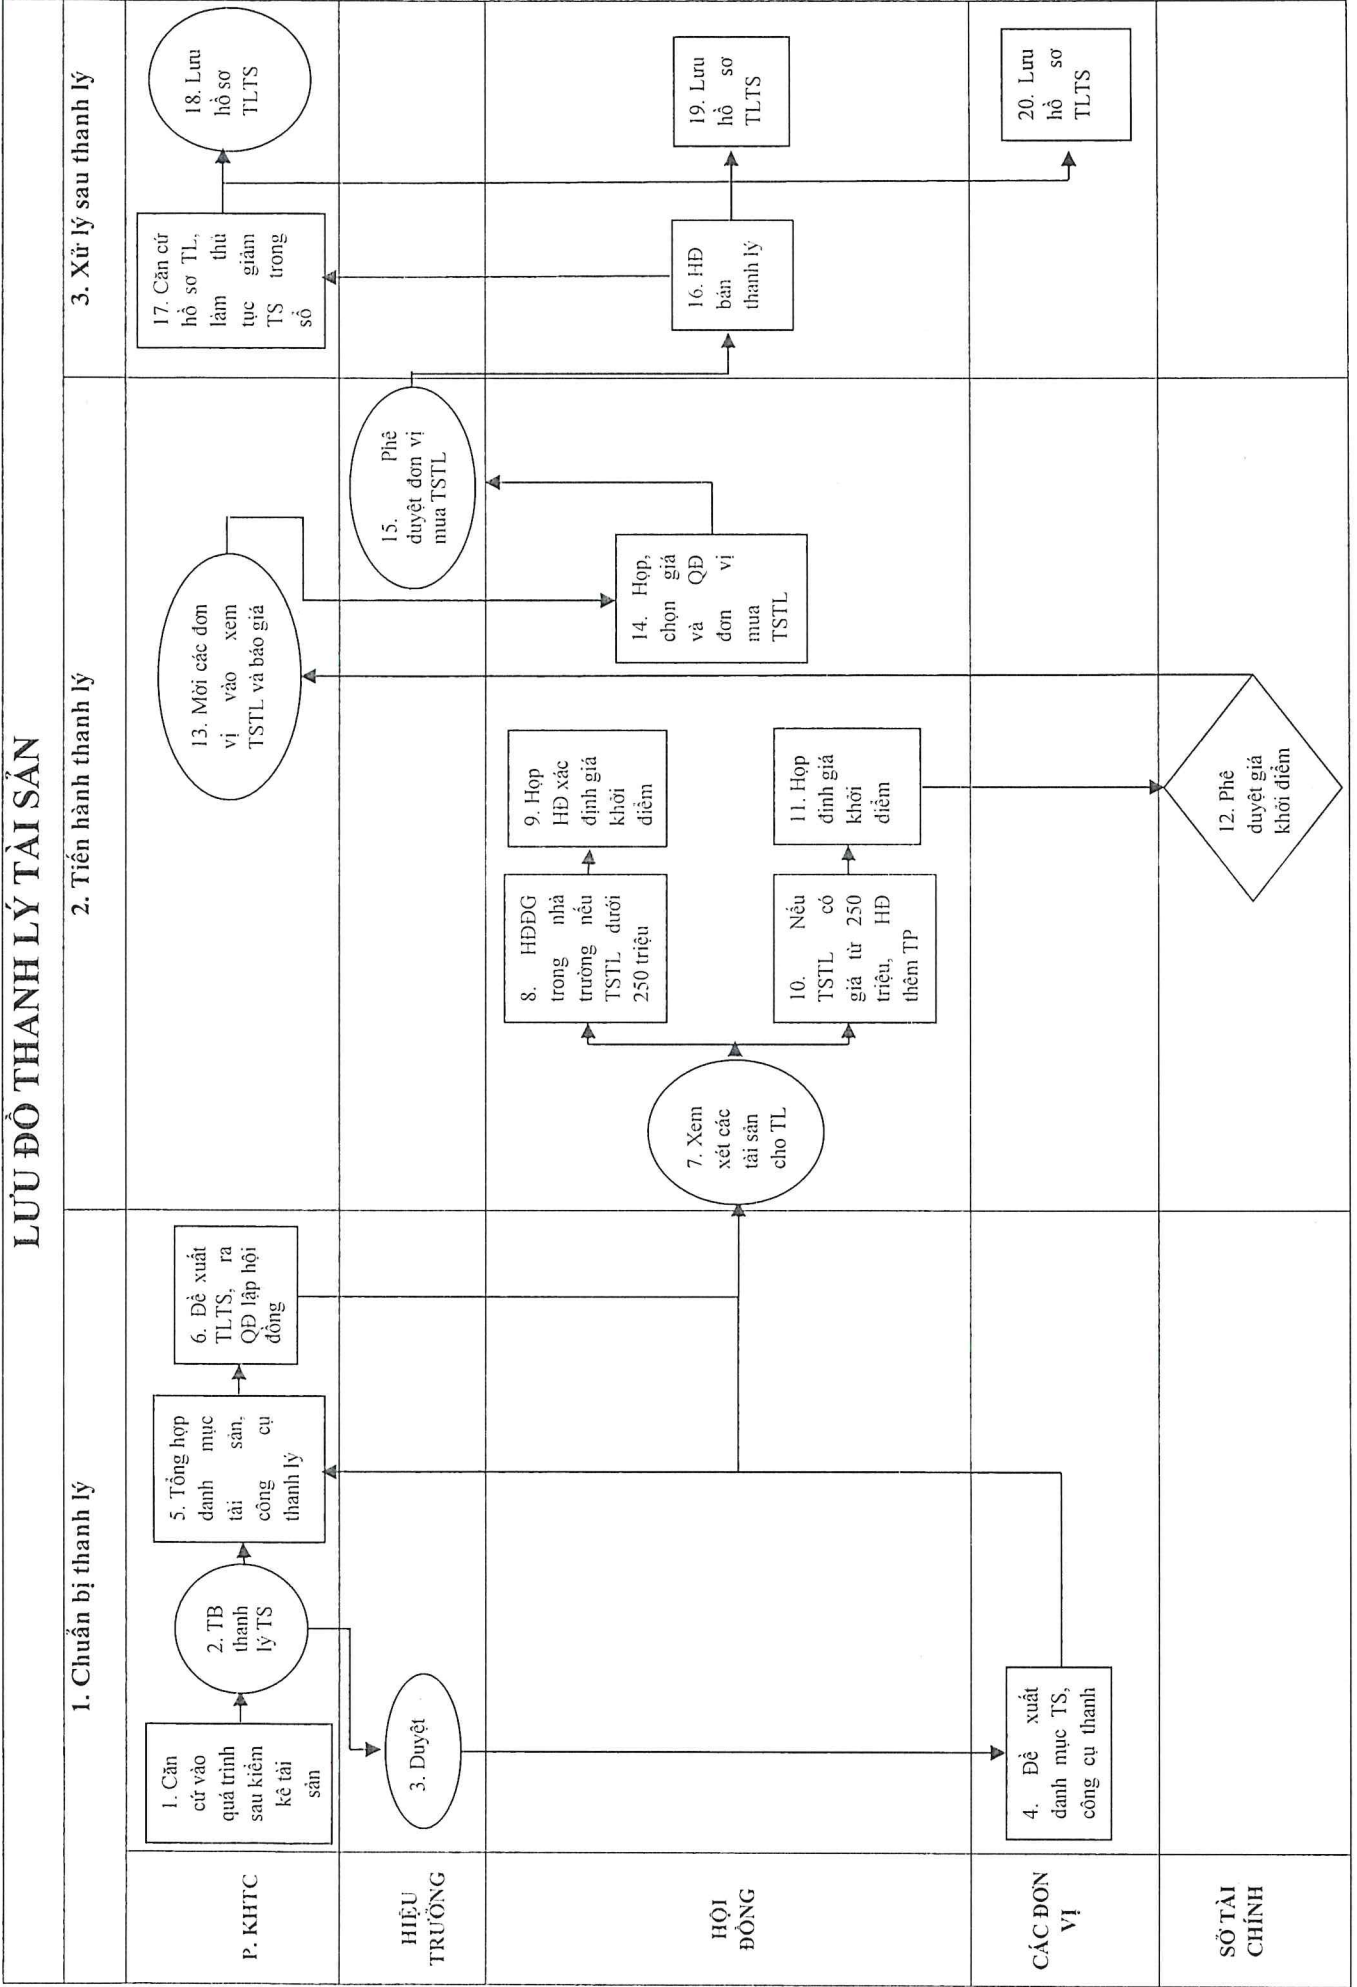 LƯU ĐỒ THANH LÝ TÀI SẢN
1. Chuẩn bị thanh lý
2. Tiến hành thanh lý
3. Xử lý sau thanh lý
P. KHTC
1. Căn
cứ vào
quá trình
sau kiểm
kê tài
sản
2. TB
thanh
lý TS
5. Tổng hợp
danh mục
tài sản,
công cụ
thanh lý
6. Đề xuất
TLTS, ra
QĐ lập hội
đồng
13. Mời các đơn
vị vào xem
TSTL và báo giá
17. Căn cứ
hồ sơ TL,
làm thủ
tục giảm
TS trong
sổ
18. Lưu
hồ sơ
TLTS
HIỆU
TRƯỞNG
3. Duyệt
15. Phê
duyệt đơn vị
mua TSTL
HỘI
ĐỒNG
7. Xem
xét các
tài sản
cho TL
8. HĐĐG
trong nhà
trường nếu
TSTL dưới
250 triệu
9. Họp
HĐ xác
định giá
khởi
điểm
10. Nếu
TSTL có
giá từ 250
triệu, HĐ
thêm TP
11. Họp
định giá
khởi
điểm
14. Họp,
chọn giá
và QĐ
đơn vị
mua
TSTL
16. HĐ
bán
thanh lý
19. Lưu
hồ sơ
TLTS
CÁC ĐƠN
VỊ
4. Đề xuất
danh mục TS,
công cụ thanh
20. Lưu
hồ sơ
TLTS
SỞ TÀI
CHÍNH
12. Phê
duyệt giá
khởi điểm